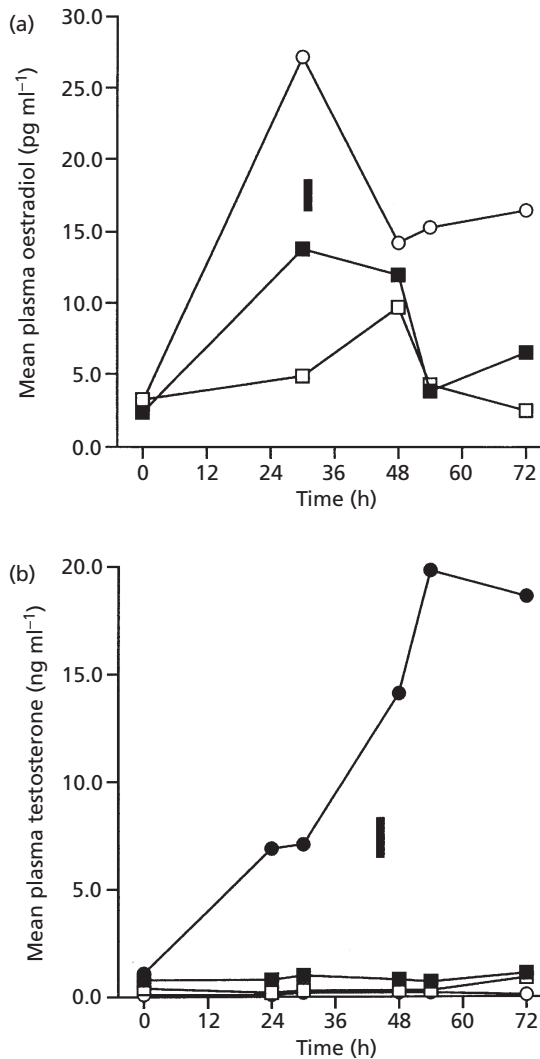 (a)
Mean plasma oestradiol (pg ml⁻¹)
30.0
25.0
20.0
15.0
10.0
5.0
0.0
0 12 24 36 48 60 72
Time (h)
(b)
Mean plasma testosterone (ng ml⁻¹)
20.0
15.0
10.0
5.0
0.0
0 12 24 36 48 60 72
Time (h)